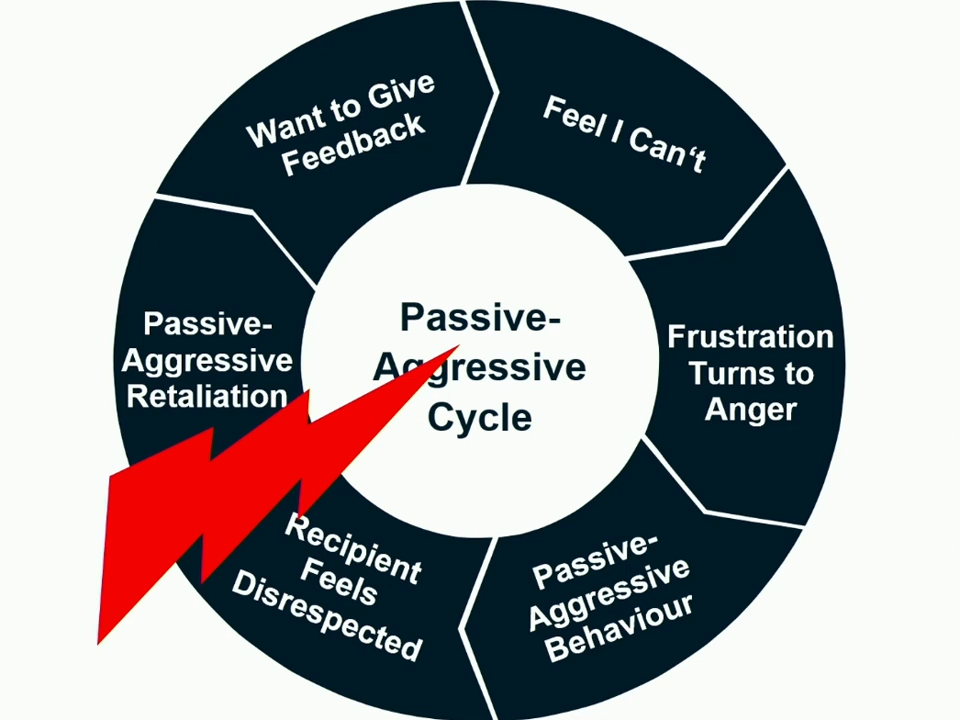 Want to Give
Feedback
Feel I Can‘t
Frustration
Turns to
Anger
Passive-
Aggressive
Behaviour
Recipient
Feels
Disrespected
Passive-
Aggressive
Retaliation
Passive-
Aggressive
Cycle